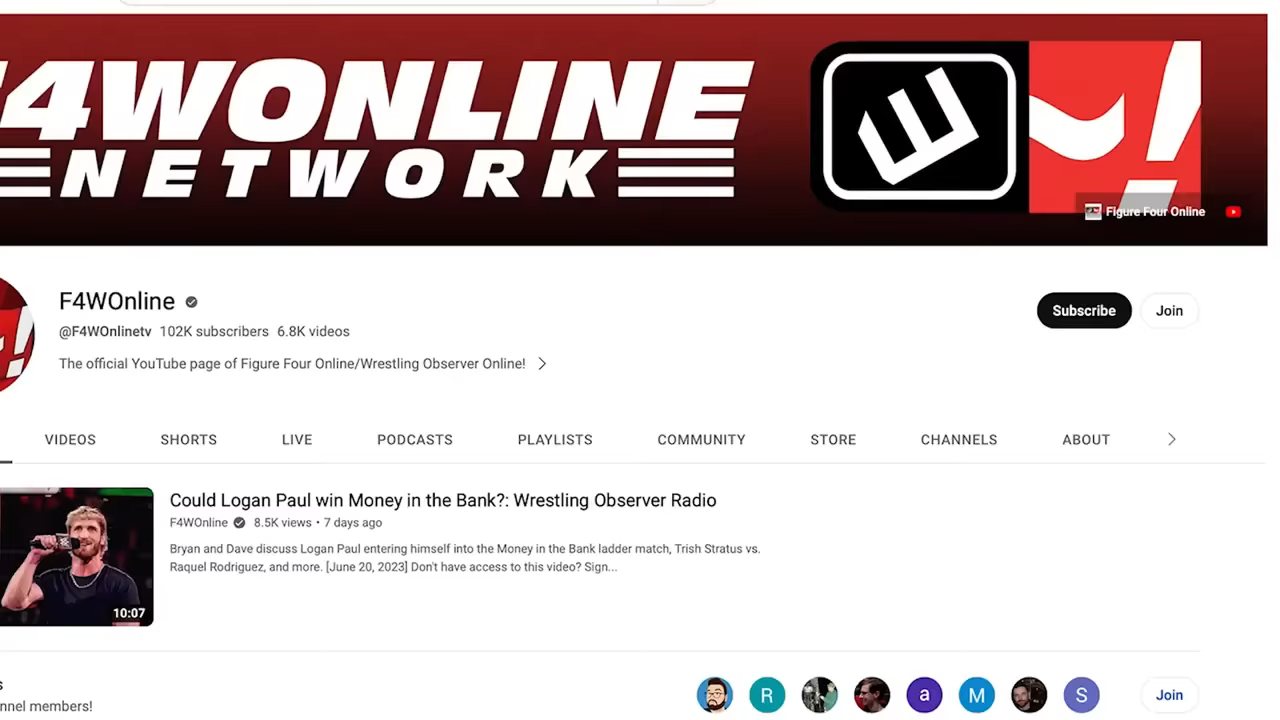 F4WONLINE
NETWORK
Figure Four Online
F4WOnline
@F4WOnlinetv 102K subscribers 6.8K videos
The official YouTube page of Figure Four Online/Wrestling Observer Online!
Subscribe
Join
VIDEOS SHORTS LIVE PODCASTS PLAYLISTS COMMUNITY STORE CHANNELS ABOUT
Could Logan Paul win Money in the Bank?: Wrestling Observer Radio
F4WOnline 8.5K views • 7 days ago
Bryan and Dave discuss Logan Paul entering himself into the Money in the Bank ladder match, Trish Stratus vs.
Raquel Rodriguez, and more. [June 20, 2023] Don't have access to this video? Sign...
10:07
R a M S
Join
members!